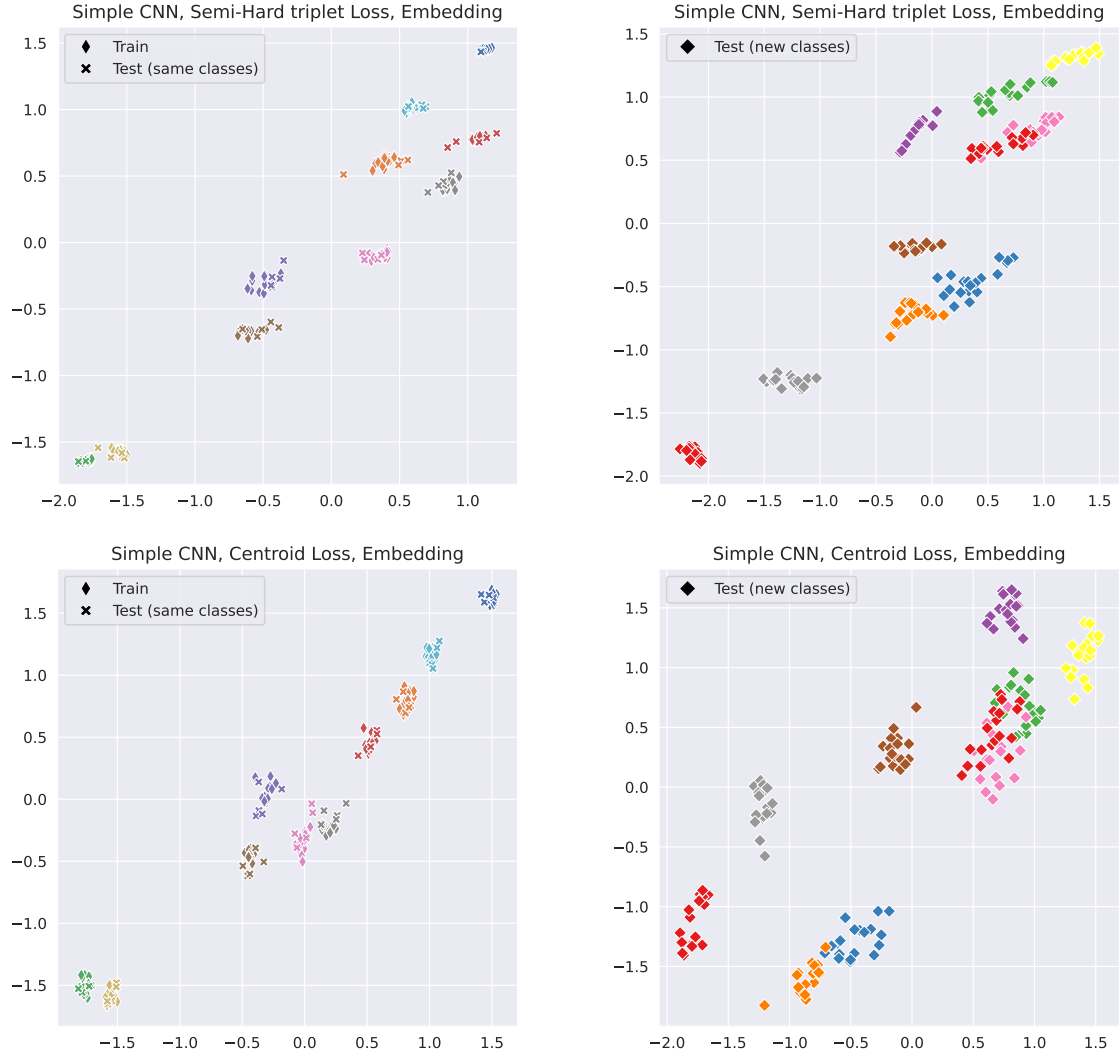 Simple CNN, Semi-Hard triplet Loss, Embedding
Train
Test (same classes)
1.5
1.0
0.5
0.0
−0.5
−1.0
−1.5
−2.0 −1.5 −1.0 −0.5 0.0 0.5 1.0
Simple CNN, Semi-Hard triplet Loss, Embedding
Test (new classes)
1.5
1.0
0.5
0.0
−0.5
−1.0
−1.5
−2.0
−2.0 −1.5 −1.0 −0.5 0.0 0.5 1.0 1.5
Simple CNN, Centroid Loss, Embedding
Train
Test (same classes)
1.5
1.0
0.5
0.0
−0.5
−1.0
−1.5
−1.5 −1.0 −0.5 0.0 0.5 1.0 1.5
Simple CNN, Centroid Loss, Embedding
Test (new classes)
1.5
1.0
0.5
0.0
−0.5
−1.0
−1.5
−2.0 −1.5 −1.0 −0.5 0.0 0.5 1.0 1.5